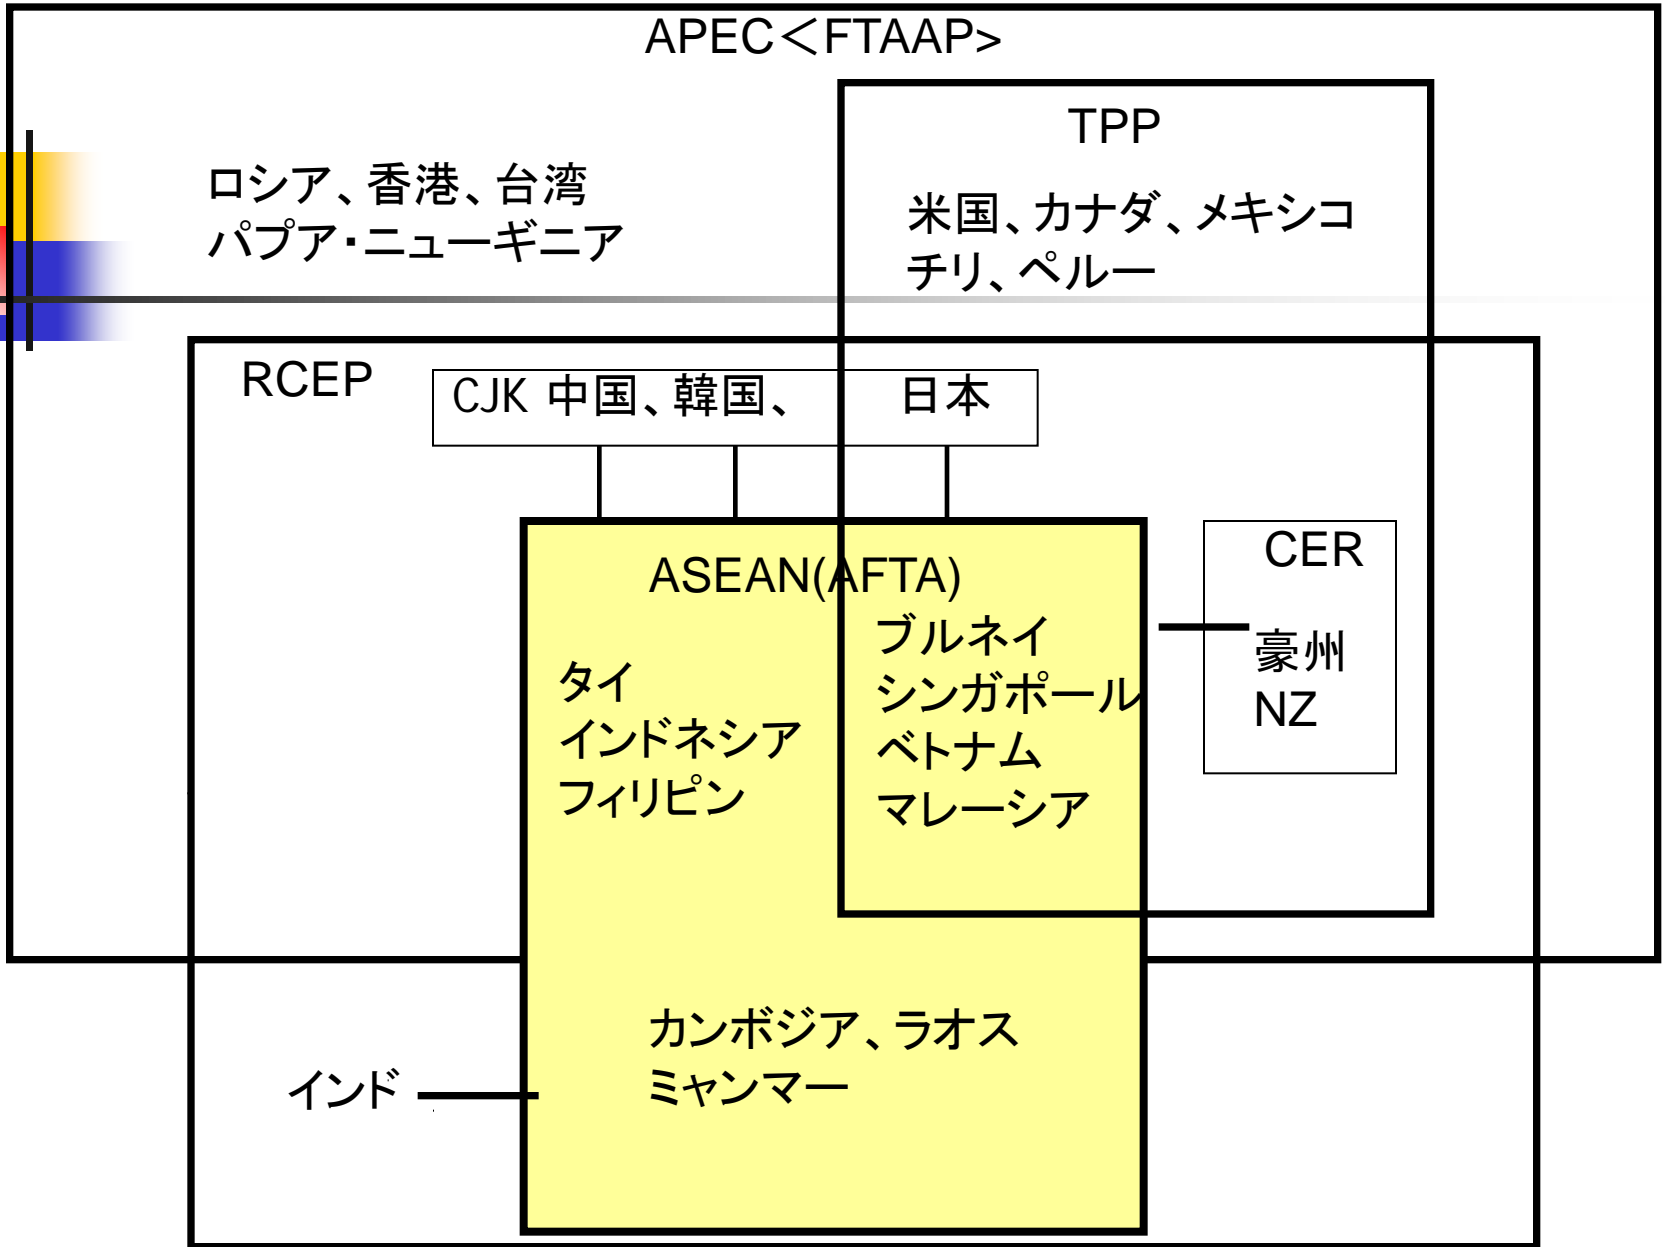 APEC＜FTAAP>
TPP
ロシア、香港、台湾
パプア・ニューギニア
米国、カナダ、メキシコ
チリ、ペルー
RCEP
CJK 中国、韓国、 日本
ASEAN(AFTA)
CER
ブルネイ
シンガポール
ベトナム
マレーシア
タイ
インドネシア
フィリピン
豪州
NZ
カンボジア、ラオス
ミャンマー
インド